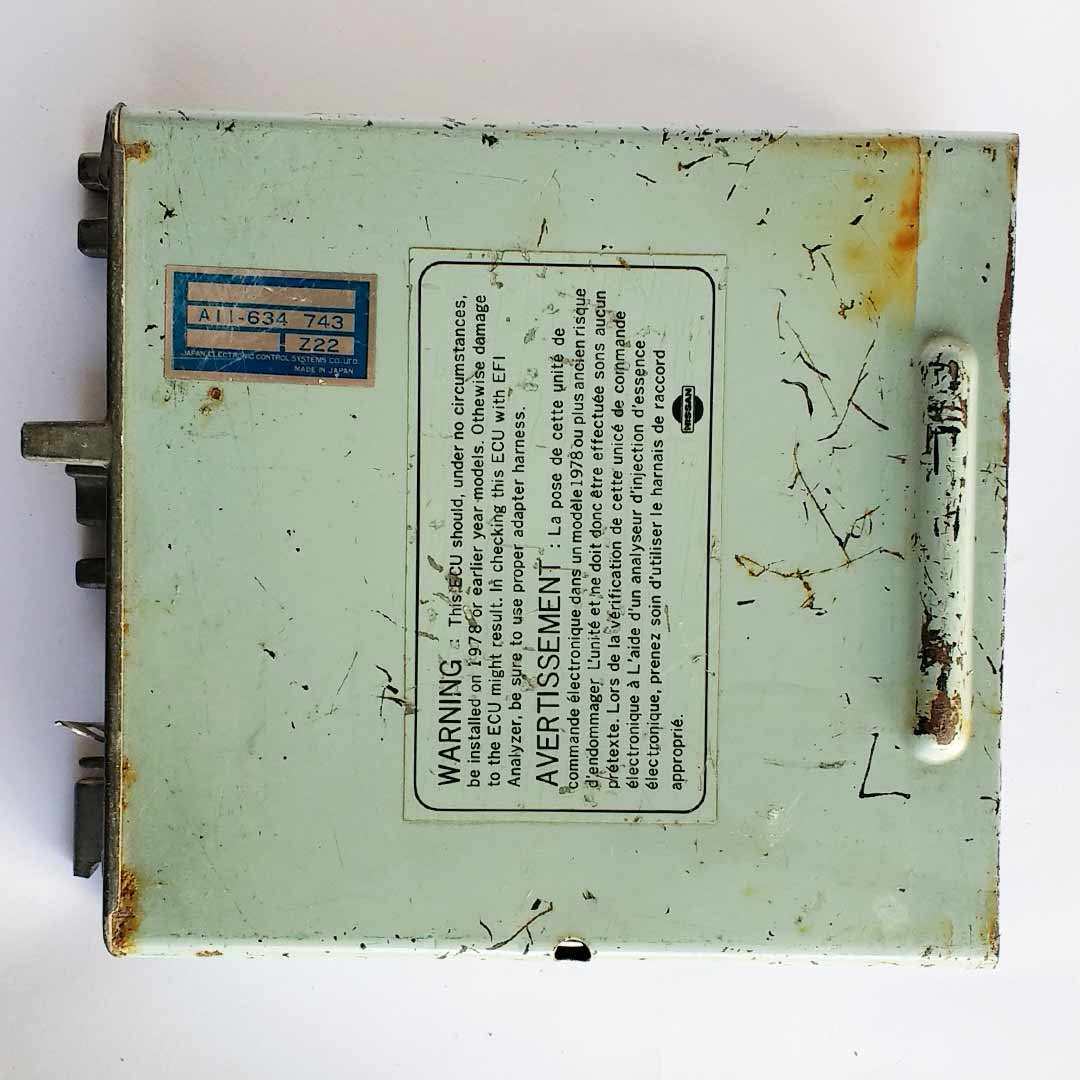 A11-634 743
Z22
JAPAN ELECTRONIC CONTROL SYSTEMS CO.,LTD.
MADE IN JAPAN
WARNING : This ECU should, under no circumstances,
be installed on 1978 or earlier year models. Othewise damage
to the ECU might result. In checking this ECU with EFI
Analyzer, be sure to use proper adapter harness.
AVERTISSEMENT : La pose de cette unité de
commande électronique dans un modèle 1978 ou plus ancien risque
d'endommager L'unité et ne doit donc être effectuée sons aucun
prétexte. Lors de la vérification de cette unicé de commande
électronique à L'aide d'un analyseur d'injection d'essence
électronique, prenez soin d'utiliser le harnais de raccord
approprié.
NISSAN